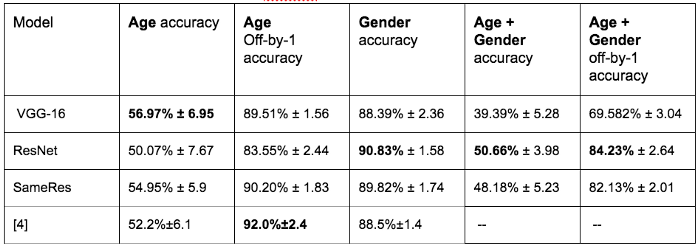 Model
Age accuracy
Age
Off-by-1
accuracy
Gender
accuracy
Age +
Gender
accuracy
Age +
Gender
off-by-1
accuracy
VGG-16
56.97% ± 6.95
89.51% ± 1.56
88.39% ± 2.36
39.39% ± 5.28
69.582% ± 3.04
ResNet
50.07% ± 7.67
83.55% ± 2.44
90.83% ± 1.58
50.66% ± 3.98
84.23% ± 2.64
SameRes
54.95% ± 5.9
90.20% ± 1.83
89.82% ± 1.74
48.18% ± 5.23
82.13% ± 2.01
[4]
52.2%±6.1
92.0%±2.4
88.5%±1.4
--
--